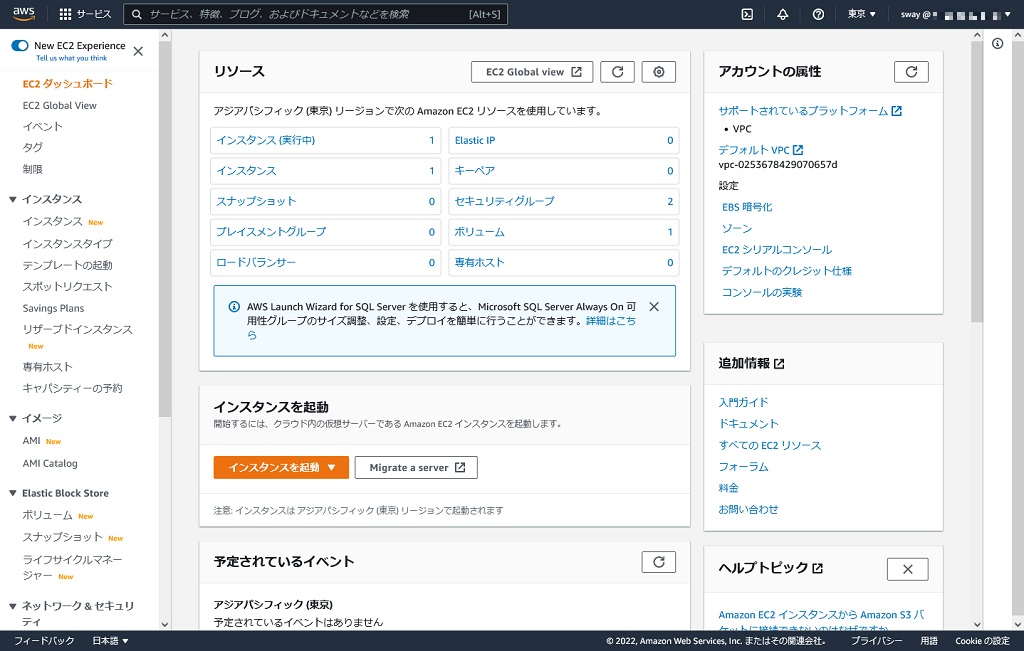 aws
サービス
サービス、特徴、ブログ、およびドキュメントなどを検索
[Alt+S]
東京 ▼
sway@
New EC2 Experience
Tell us what you think
EC2 ダッシュボード
EC2 Global View
イベント
タグ
制限
▼ インスタンス
インスタンス New
インスタンスタイプ
テンプレートの起動
スポットリクエスト
Savings Plans
リザーブドインスタンス
New
専有ホスト
キャパシティーの予約
▼ イメージ
AMI New
AMI Catalog
▼ Elastic Block Store
ボリューム New
スナップショット New
ライフサイクルマネー
ジャー New
▼ ネットワーク & セキュリ
ティ
リソース
EC2 Global view
アジアパシフィック (東京) リージョンで次の Amazon EC2 リソースを使用しています。
インスタンス (実行中) 1
Elastic IP 0
インスタンス 1
キーペア 0
スナップショット 0
セキュリティグループ 2
プレイスメントグループ 0
ボリューム 1
ロードバランサー 0
専有ホスト 0
AWS Launch Wizard for SQL Server を使用すると、Microsoft SQL Server Always On 可
用性グループのサイズ調整、設定、デプロイを簡単に行うことができます。詳細はこち
ら
インスタンスを起動
開始するには、クラウド内の仮想サーバーである Amazon EC2 インスタンスを起動します。
インスタンスを起動 ▼
Migrate a server
注意: インスタンスは アジアパシフィック (東京) リージョンで起動されます
予定されているイベント
アジアパシフィック (東京)
予定されているイベントはありません
アカウントの属性
サポートされているプラットフォーム
• VPC
デフォルト VPC
vpc-0253678429070657d
設定
EBS 暗号化
ゾーン
EC2 シリアルコンソール
デフォルトのクレジット仕様
コンソールの実験
追加情報
入門ガイド
ドキュメント
すべての EC2 リソース
フォーラム
料金
お問い合わせ
ヘルプトピック
Amazon EC2 インスタンスから Amazon S3 バ
ケットに接続できないのはなぜですか
フィードバック
日本語 ▼
© 2022, Amazon Web Services, Inc. またはその関連会社。
プライバシー
用語
Cookie の設定